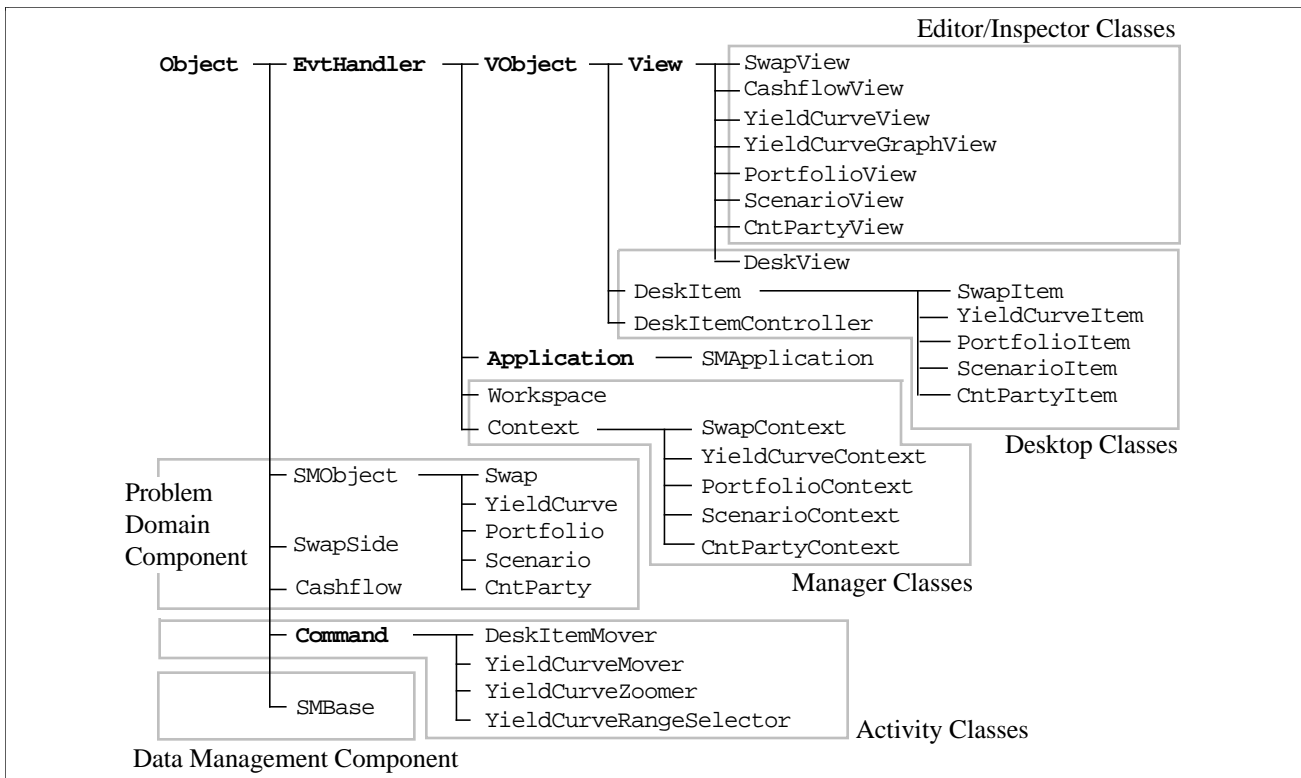 Editor/Inspector Classes
Object EvtHandler VObject View SwapView
CashflowView
YieldCurveView
YieldCurveGraphView
PortfolioView
ScenarioView
CntPartyView
DeskView
DeskItem SwapItem
YieldCurveItem
DeskItemController
PortfolioItem
Application SMApplication
ScenarioItem
Workspace CntPartyItem
Context SwapContext
Desktop Classes
YieldCurveContext
SMObject Swap PortfolioContext
Problem
Domain
Component
YieldCurve
ScenarioContext
Portfolio
SwapSide CntPartyContext
Scenario
Cashflow CntParty
Manager Classes
Command DeskItemMover
YieldCurveMover
YieldCurveZoomer
SMBase
YieldCurveRangeSelector
Activity Classes
Data Management Component